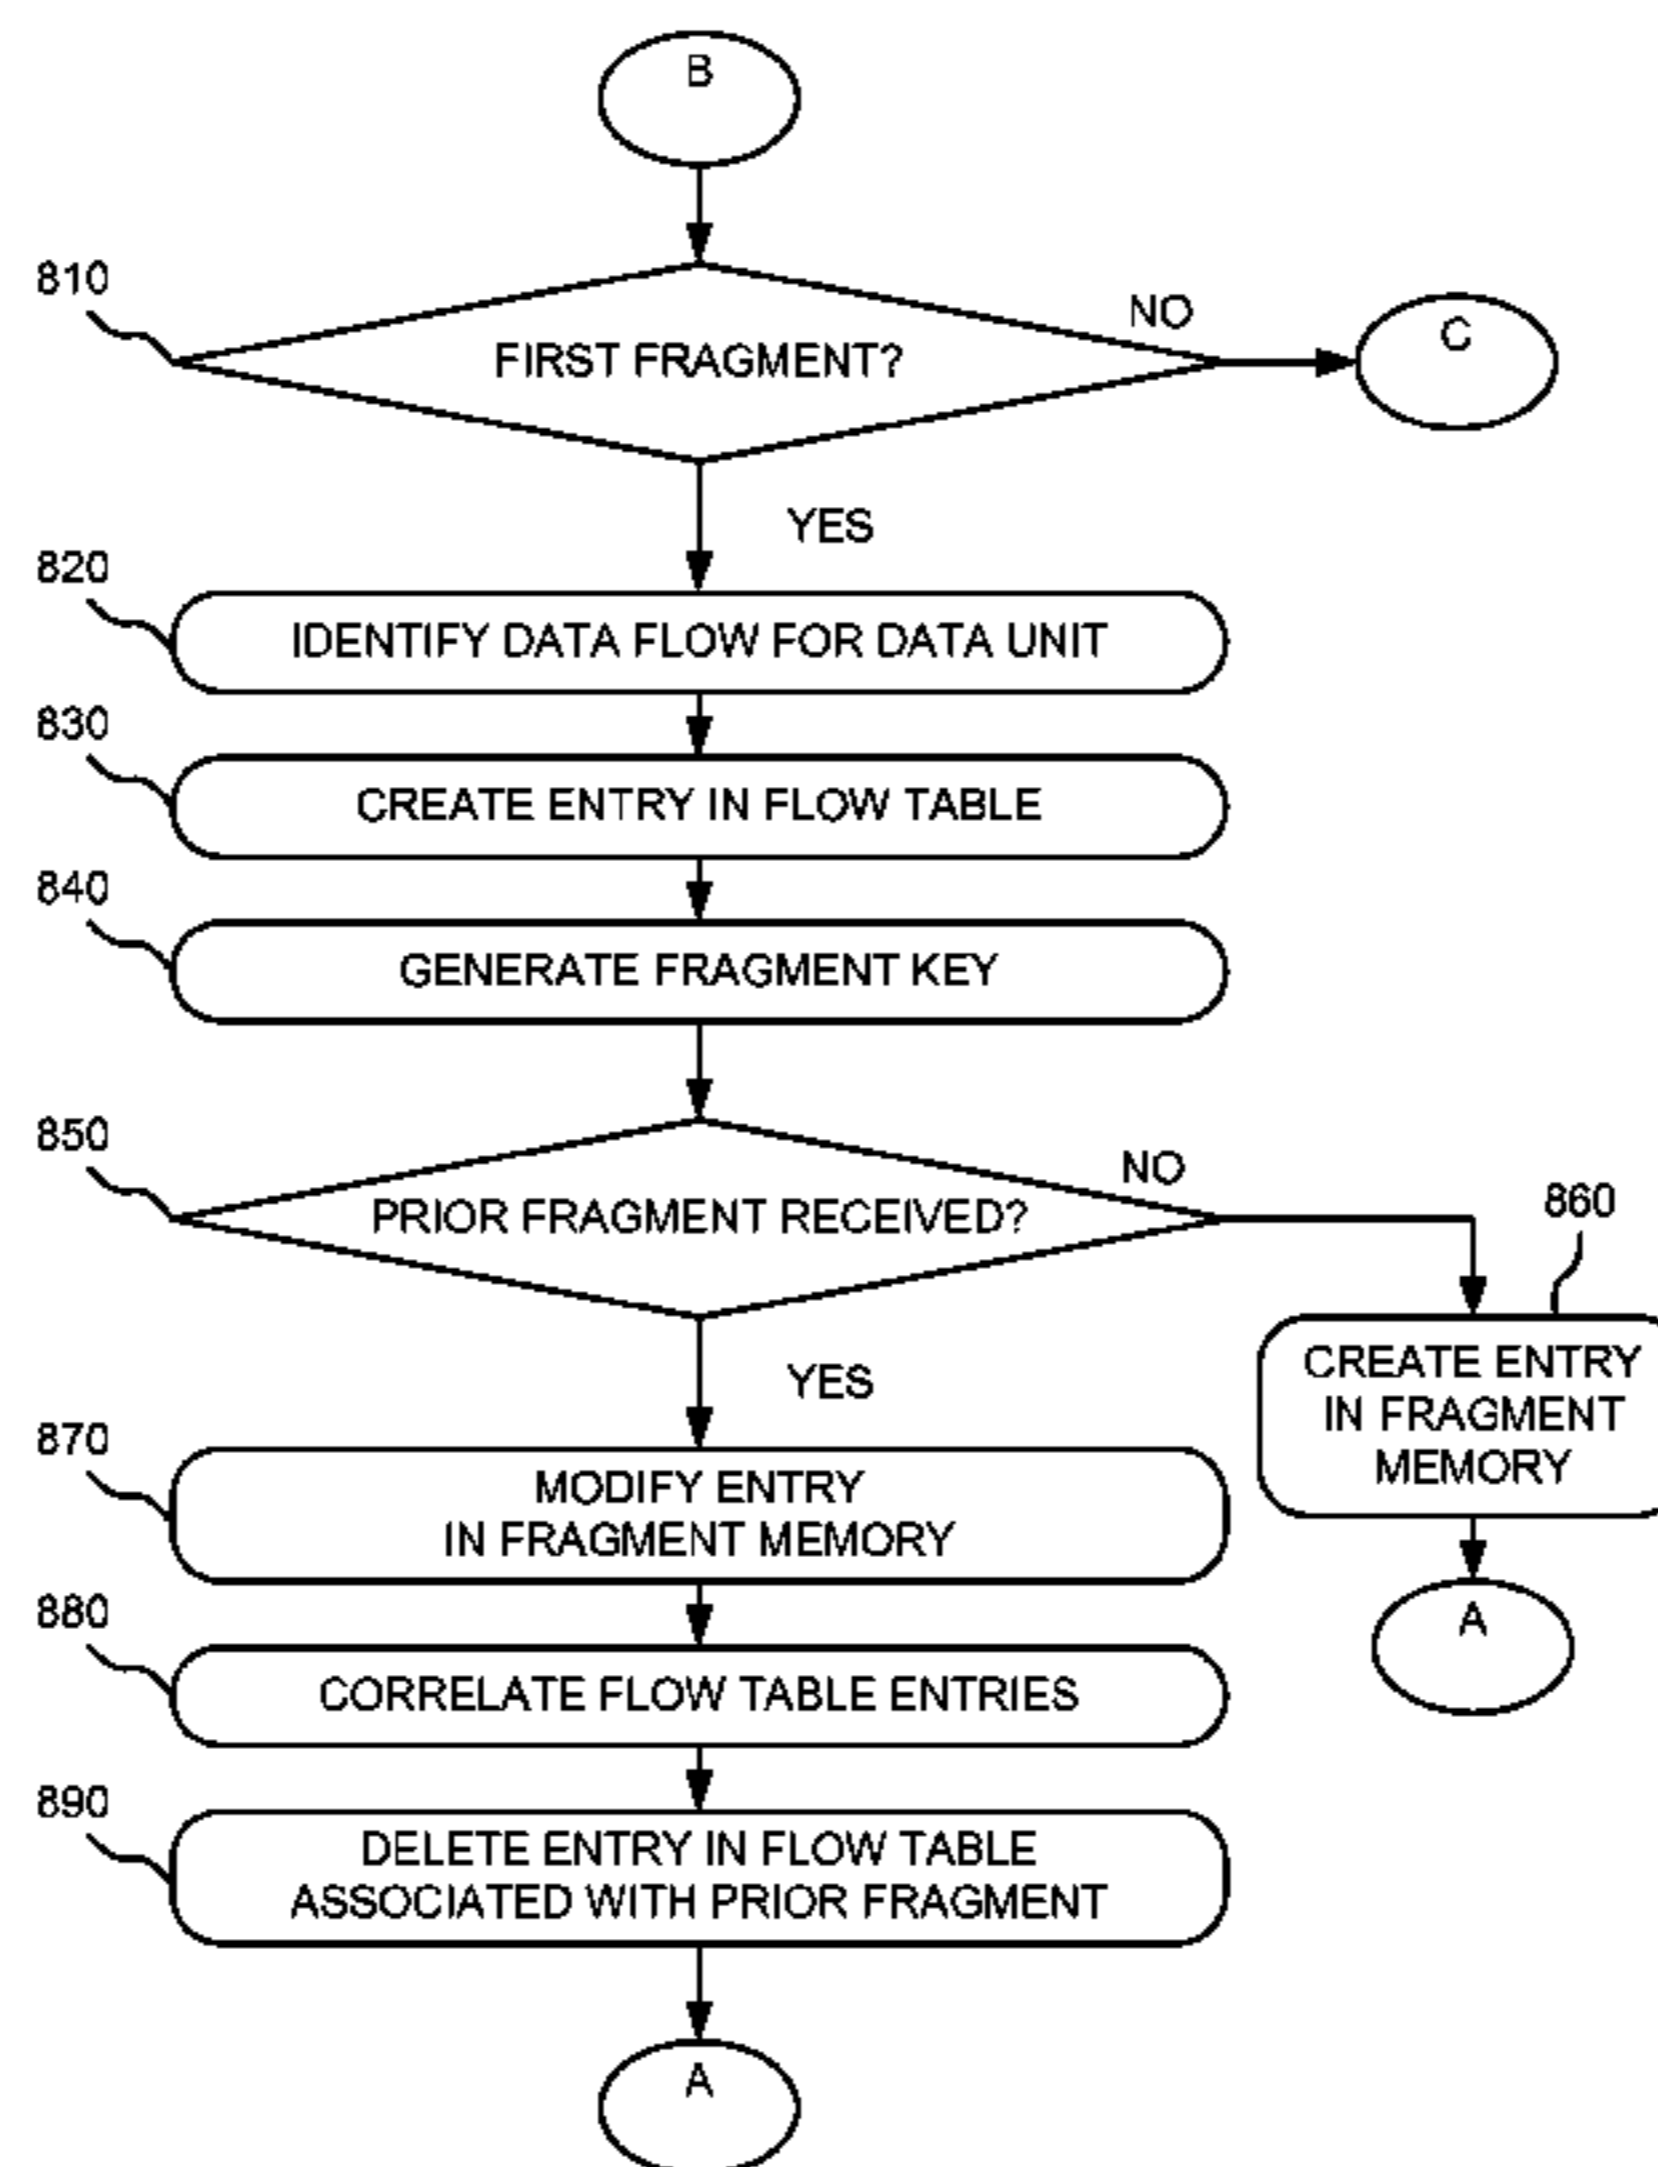 B
810
FIRST FRAGMENT?
NO
C
YES
820
IDENTIFY DATA FLOW FOR DATA UNIT
830
CREATE ENTRY IN FLOW TABLE
840
GENERATE FRAGMENT KEY
850
PRIOR FRAGMENT RECEIVED?
NO
860
CREATE ENTRY
IN FRAGMENT
MEMORY
A
YES
870
MODIFY ENTRY
IN FRAGMENT MEMORY
880
CORRELATE FLOW TABLE ENTRIES
890
DELETE ENTRY IN FLOW TABLE
ASSOCIATED WITH PRIOR FRAGMENT
A